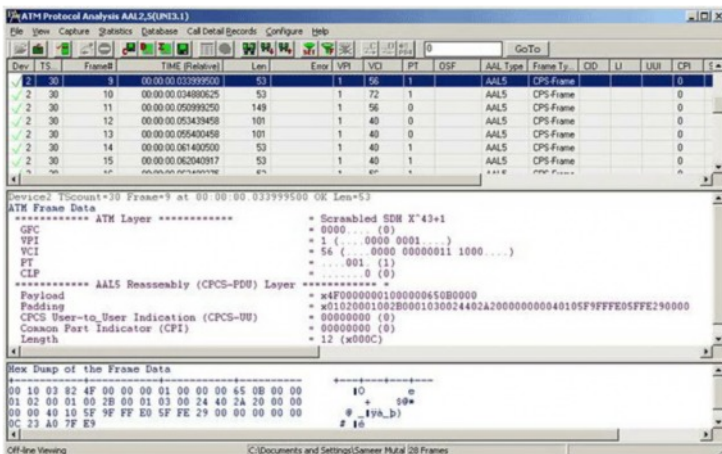 ATM Protocol Analysis AAL2,5(UNI3.1)
File View Capture Statistics Database Call Detail Records Configure Help
0 GoTo
Dev TS... Frame# TIME (Relative) Len Error VPI VCI PT OSF AAL Type Frame Ty... CID LI UUI CPI
2 30 9 00:00:00.033999500 53 1 56 1 AAL5 CPS-Frame 0
2 30 10 00:00:00.034880625 53 1 72 1 AAL5 CPS-Frame 0
2 30 11 00:00:00.050999250 149 1 56 0 AAL5 CPS-Frame 0
2 30 12 00:00:00.053439458 101 1 40 0 AAL5 CPS-Frame 0
2 30 13 00:00:00.055400458 101 1 40 0 AAL5 CPS-Frame 0
2 30 14 00:00:00.061400500 53 1 40 1 AAL5 CPS-Frame 0
2 30 15 00:00:00.062040917 53 1 40 1 AAL5 CPS-Frame 0
Device2 TScount=30 Frame=9 at 00:00:00.033999500 OK Len=53
ATM Frame Data
************ ATM Layer ************ = Scrambled SDH X^43+1
GFC = 0000.... (0)
VPI = 1 (....0000 0001....)
VCI = 56 (....0000 00000011 1000....)
PT = ....001. (1)
CLP = .......0 (0)
************ AAL5 Reassembly (CPCS-PDU) Layer ************ =
Payload = x4F00000001000000650B0000
Padding = x01020001002B0001030024402A200000000040105F9FFFE05FFE290000
CPCS User-to_User Indication (CPCS-UU) = 00000000 (0)
Common Part Indicator (CPI) = 00000000 (0)
Length = 12 (x000C)
Hex Dump of the Frame Data
00 10 03 82 4F 00 00 00 01 00 00 00 65 0B 00 00
01 02 00 01 00 2B 00 01 03 00 24 40 2A 20 00 00
00 00 40 10 5F 9F FF E0 5F FE 29 00 00 00 00 00
0C 23 A0 7F E9
Off-line Viewing C:\Documents and Settings\Sameer Mutal 28 Frames